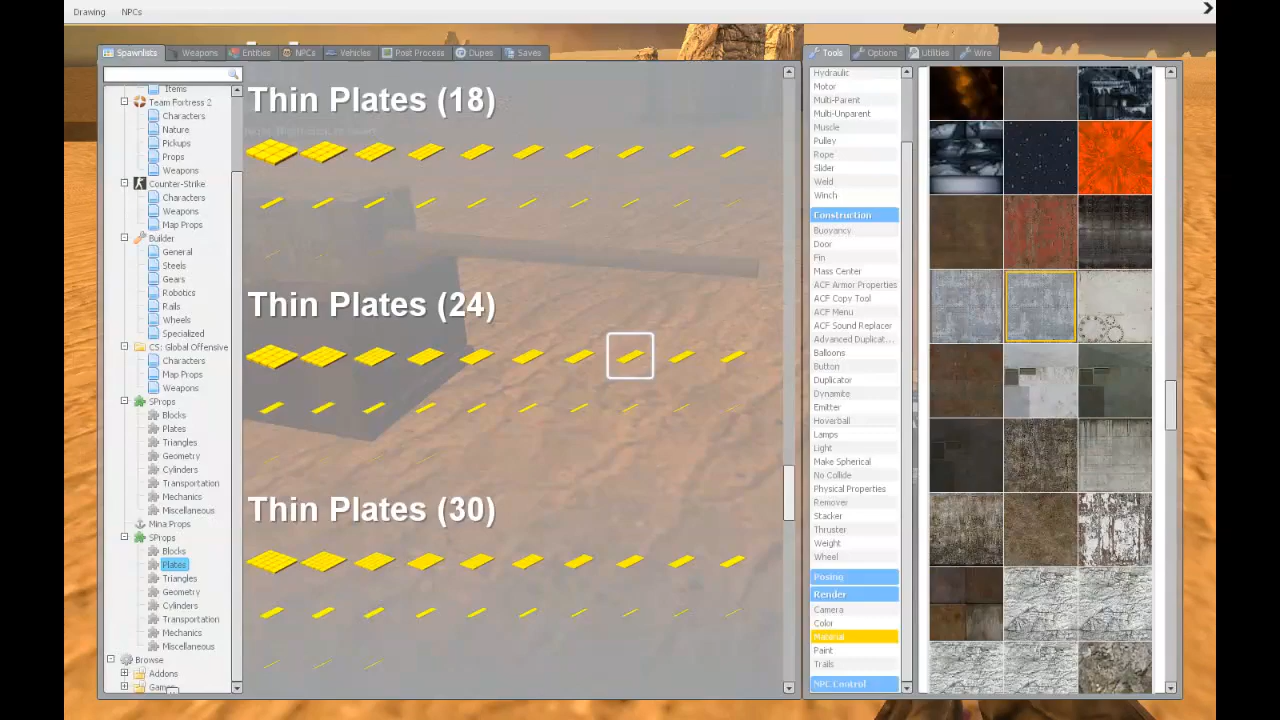 Drawing NPCs
Spawnlists Weapons Entities NPCs Vehicles Post Process Dupes Saves
Items
Team Fortress 2
Characters
Nature
Pickups
Props
Weapons
Counter-Strike
Characters
Weapons
Map Props
Builder
General
Steels
Gears
Robotics
Rails
Wheels
Specialized
CS: Global Offensive
Characters
Map Props
Weapons
SProps
Blocks
Plates
Triangles
Geometry
Cylinders
Transportation
Mechanics
Miscellaneous
Mina Props
SProps
Blocks
Plates
Triangles
Geometry
Cylinders
Transportation
Mechanics
Miscellaneous
Browse
Addons
Thin Plates (18)
Thin Plates (24)
Thin Plates (30)
Tools Options Utilities Wire
Hydraulic
Motor
Multi-Parent
Multi-Unparent
Muscle
Pulley
Rope
Slider
Weld
Winch
Construction
Buoyancy
Door
Fin
Mass Center
ACF Armor Properties
ACF Copy Tool
ACF Menu
ACF Sound Replacer
Advanced Duplicat...
Balloons
Button
Duplicator
Dynamite
Emitter
Hoverball
Lamps
Light
Make Spherical
No Collide
Physical Properties
Remover
Stacker
Thruster
Weight
Wheel
Posing
Render
Camera
Color
Material
Paint
Trails
NPC Control